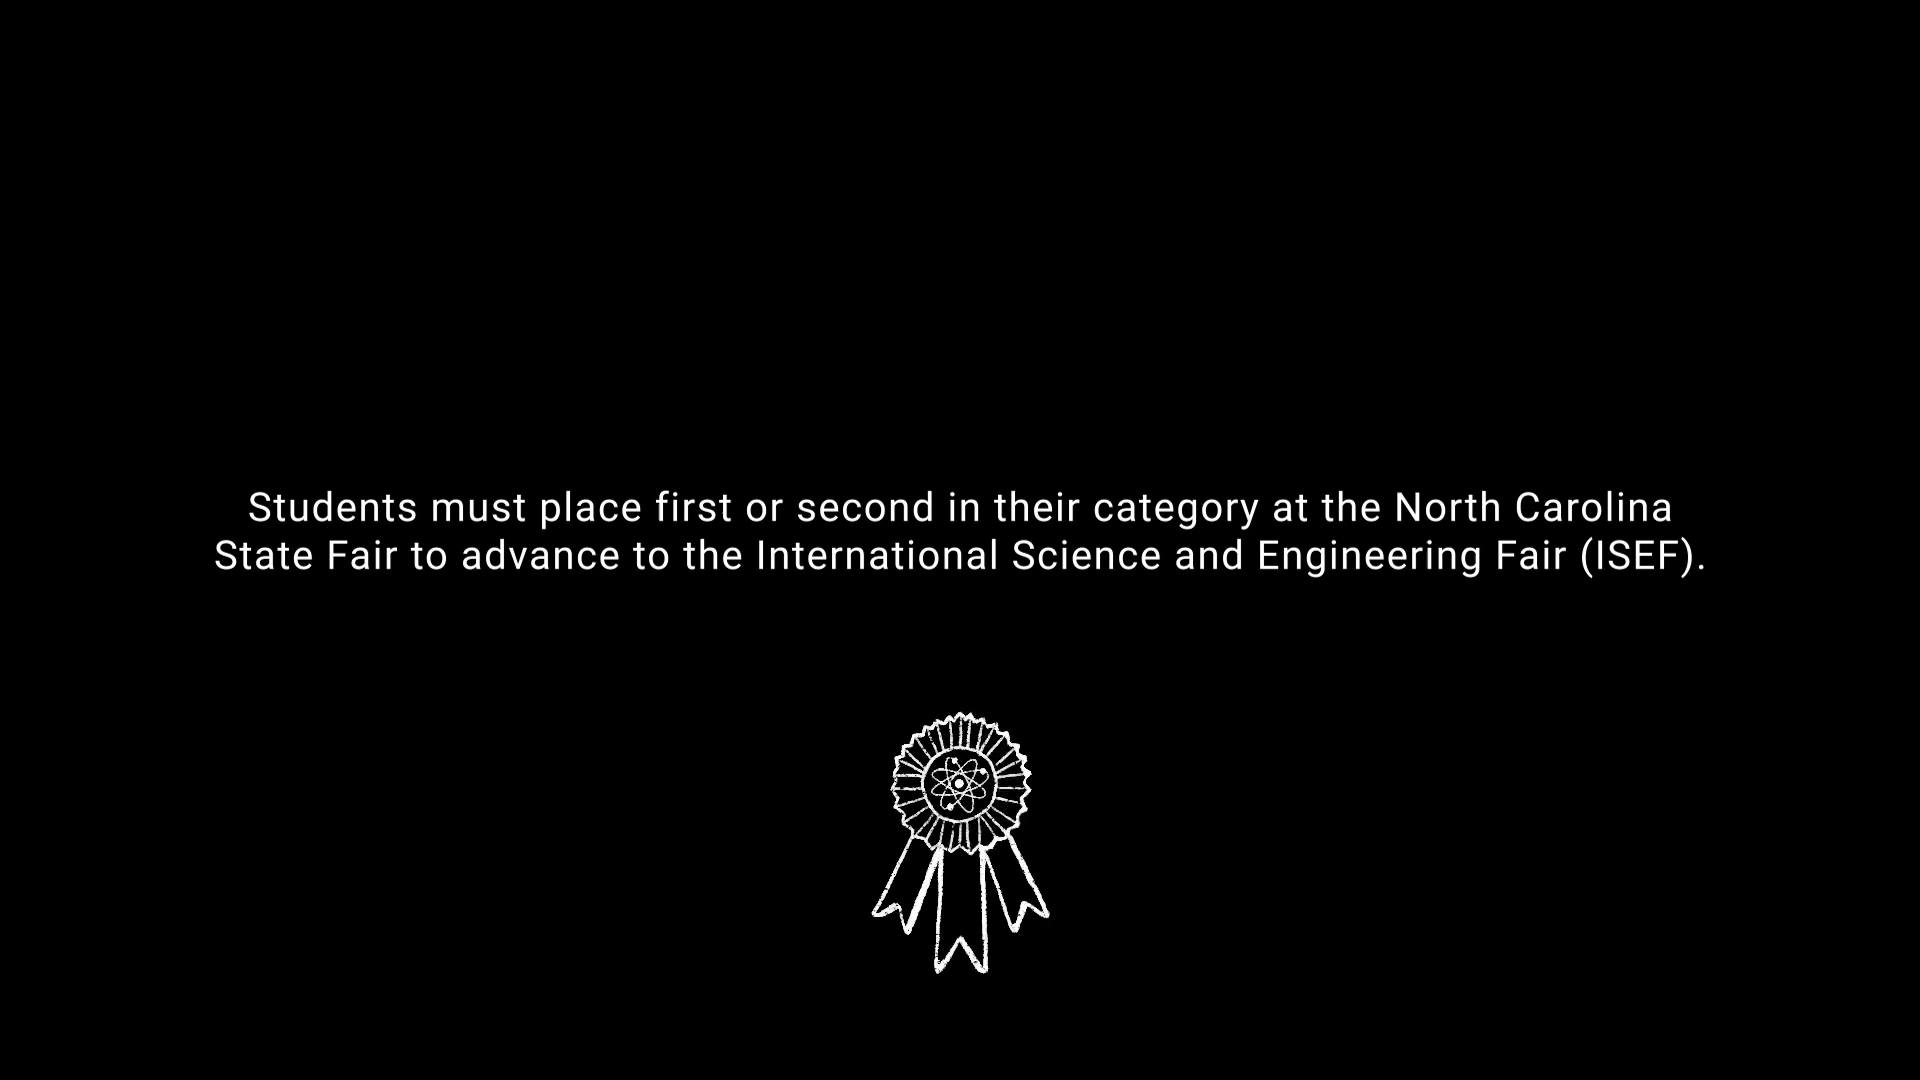 Students must place first or second in their category at the North Carolina
State Fair to advance to the International Science and Engineering Fair (ISEF).